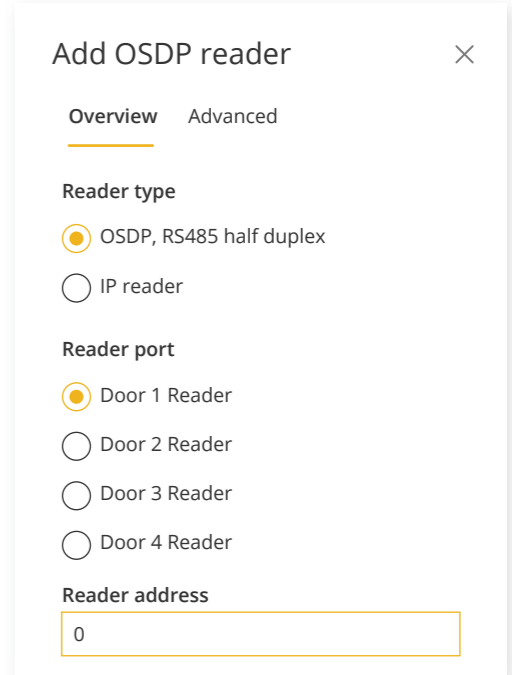 Add OSDP reader
Overview Advanced
Reader type
OSDP, RS485 half duplex
IP reader
Reader port
Door 1 Reader
Door 2 Reader
Door 3 Reader
Door 4 Reader
Reader address
0